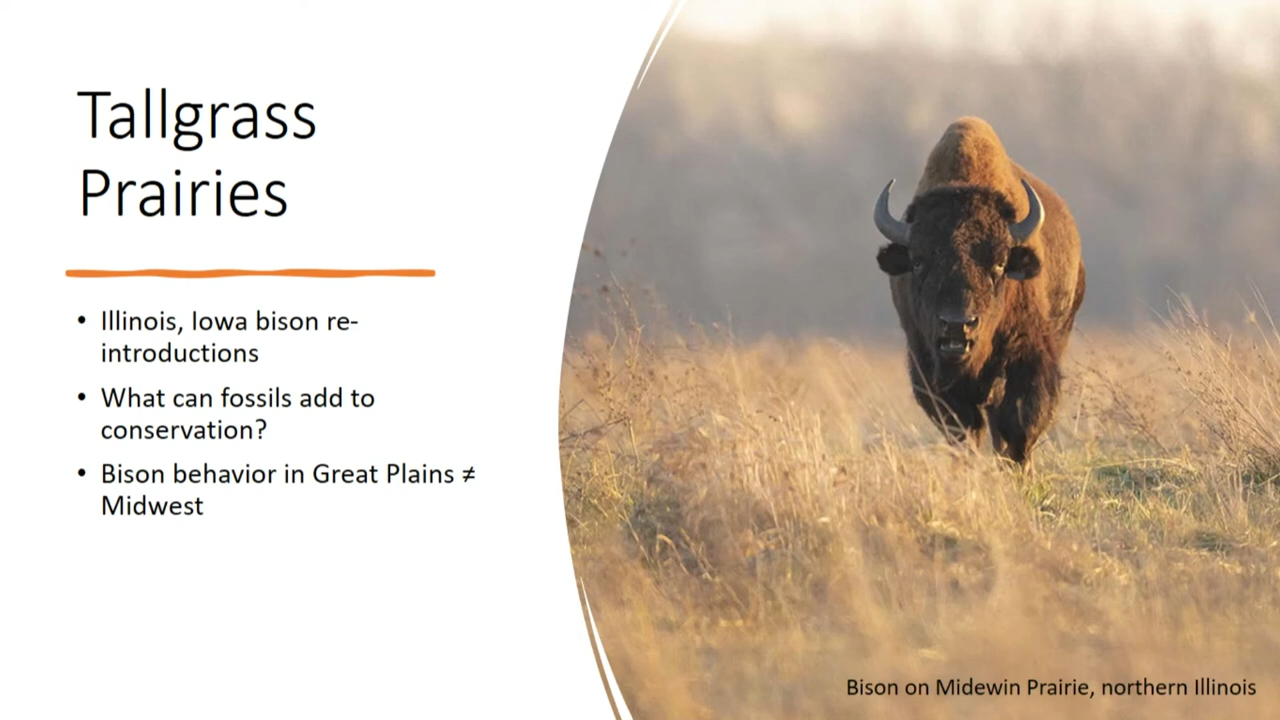 Tallgrass
Prairies
• Illinois, Iowa bison re-
introductions
• What can fossils add to
conservation?
• Bison behavior in Great Plains ≠
Midwest
Bison on Midewin Prairie, northern Illinois